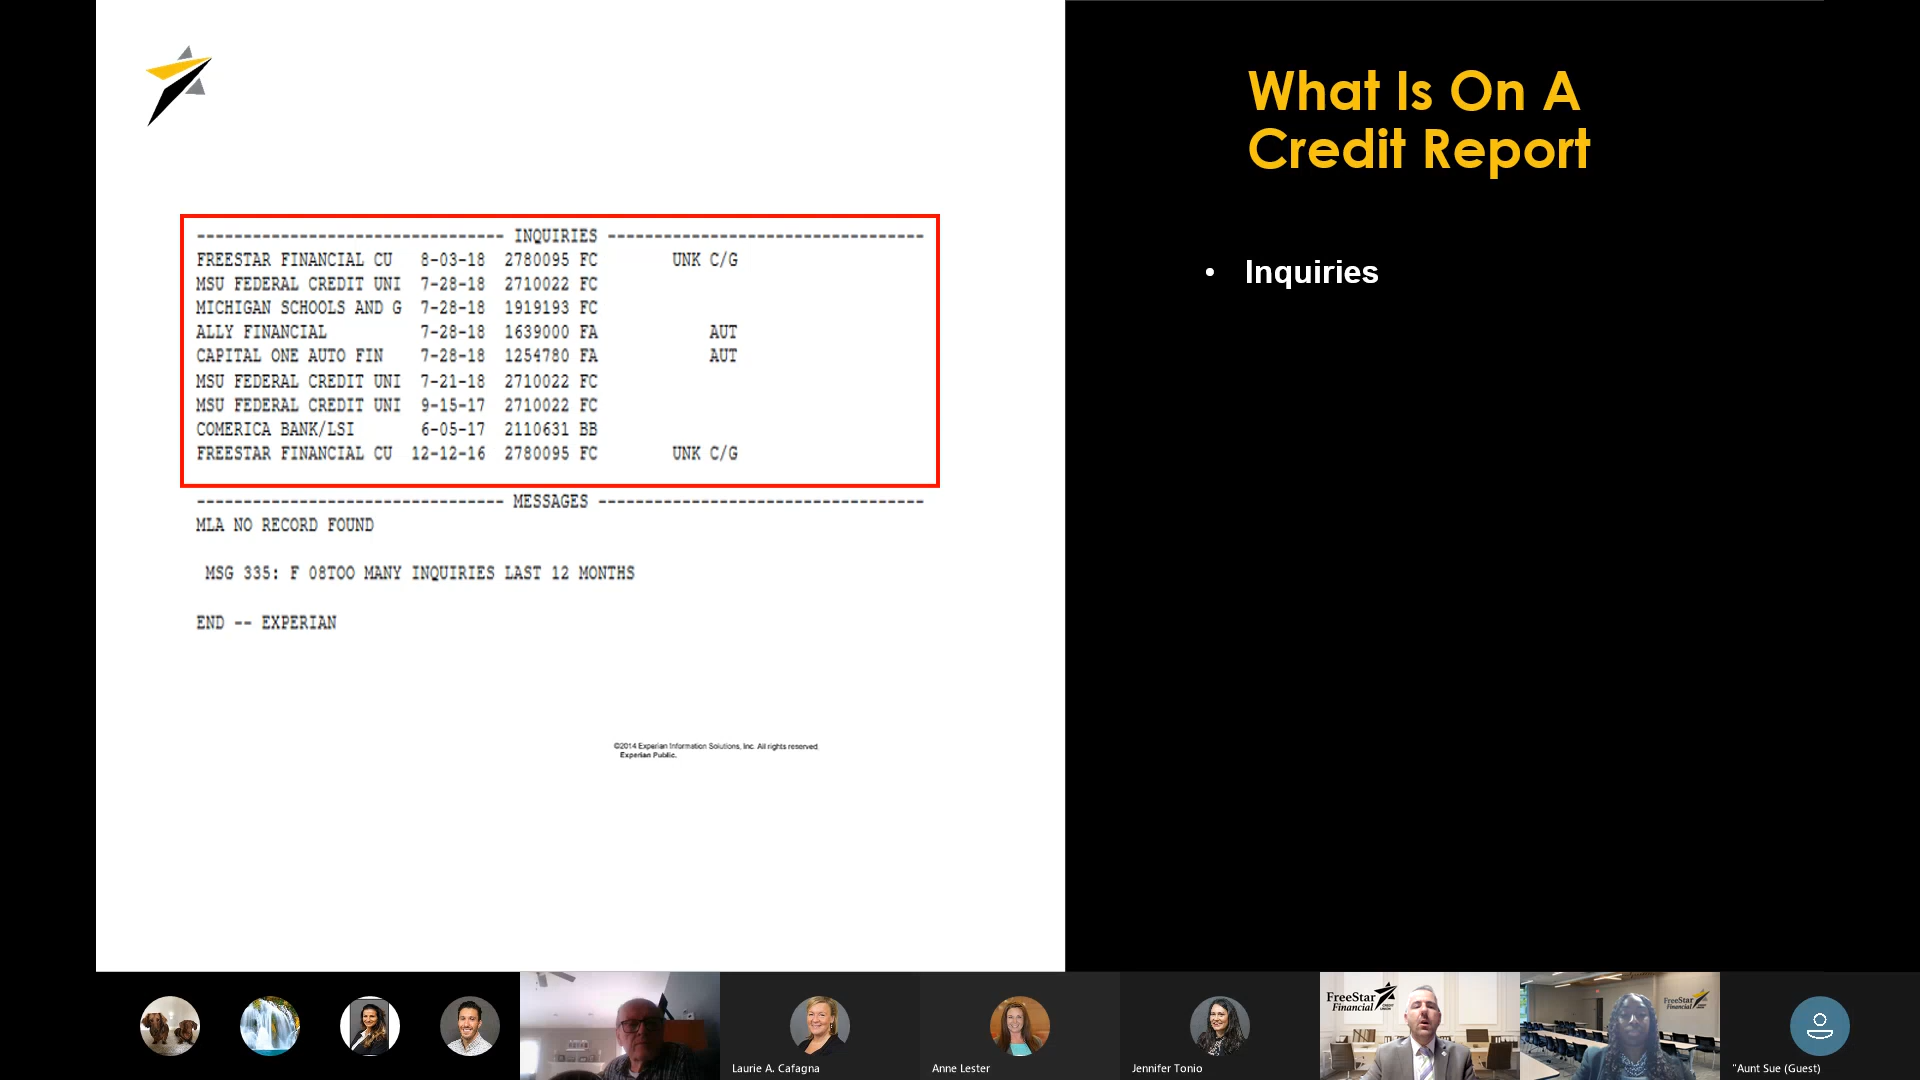 What Is On A
Credit Report
• Inquiries
--------------------------------- INQUIRIES ----------------------------------
FREESTAR FINANCIAL CU 8-03-18 2780095 FC UNK C/G
MSU FEDERAL CREDIT UNI 7-28-18 2710022 FC
MICHIGAN SCHOOLS AND G 7-28-18 1919193 FC
ALLY FINANCIAL 7-28-18 1639000 FA AUT
CAPITAL ONE AUTO FIN 7-28-18 1254780 FA AUT
MSU FEDERAL CREDIT UNI 7-21-18 2710022 FC
MSU FEDERAL CREDIT UNI 9-15-17 2710022 FC
COMERICA BANK/LSI 6-05-17 2110631 BB
FREESTAR FINANCIAL CU 12-12-16 2780095 FC UNK C/G
--------------------------------- MESSAGES -----------------------------------
MLA NO RECORD FOUND
MSG 335: F 08TOO MANY INQUIRIES LAST 12 MONTHS
END -- EXPERIAN
©2014 Experian Information Solutions, Inc. All rights reserved.
Experian Public.
FreeStar
Financial
FreeStar
Financial
Laurie A. Cafagna
Anne Lester
Jennifer Tonio
"Aunt Sue (Guest)